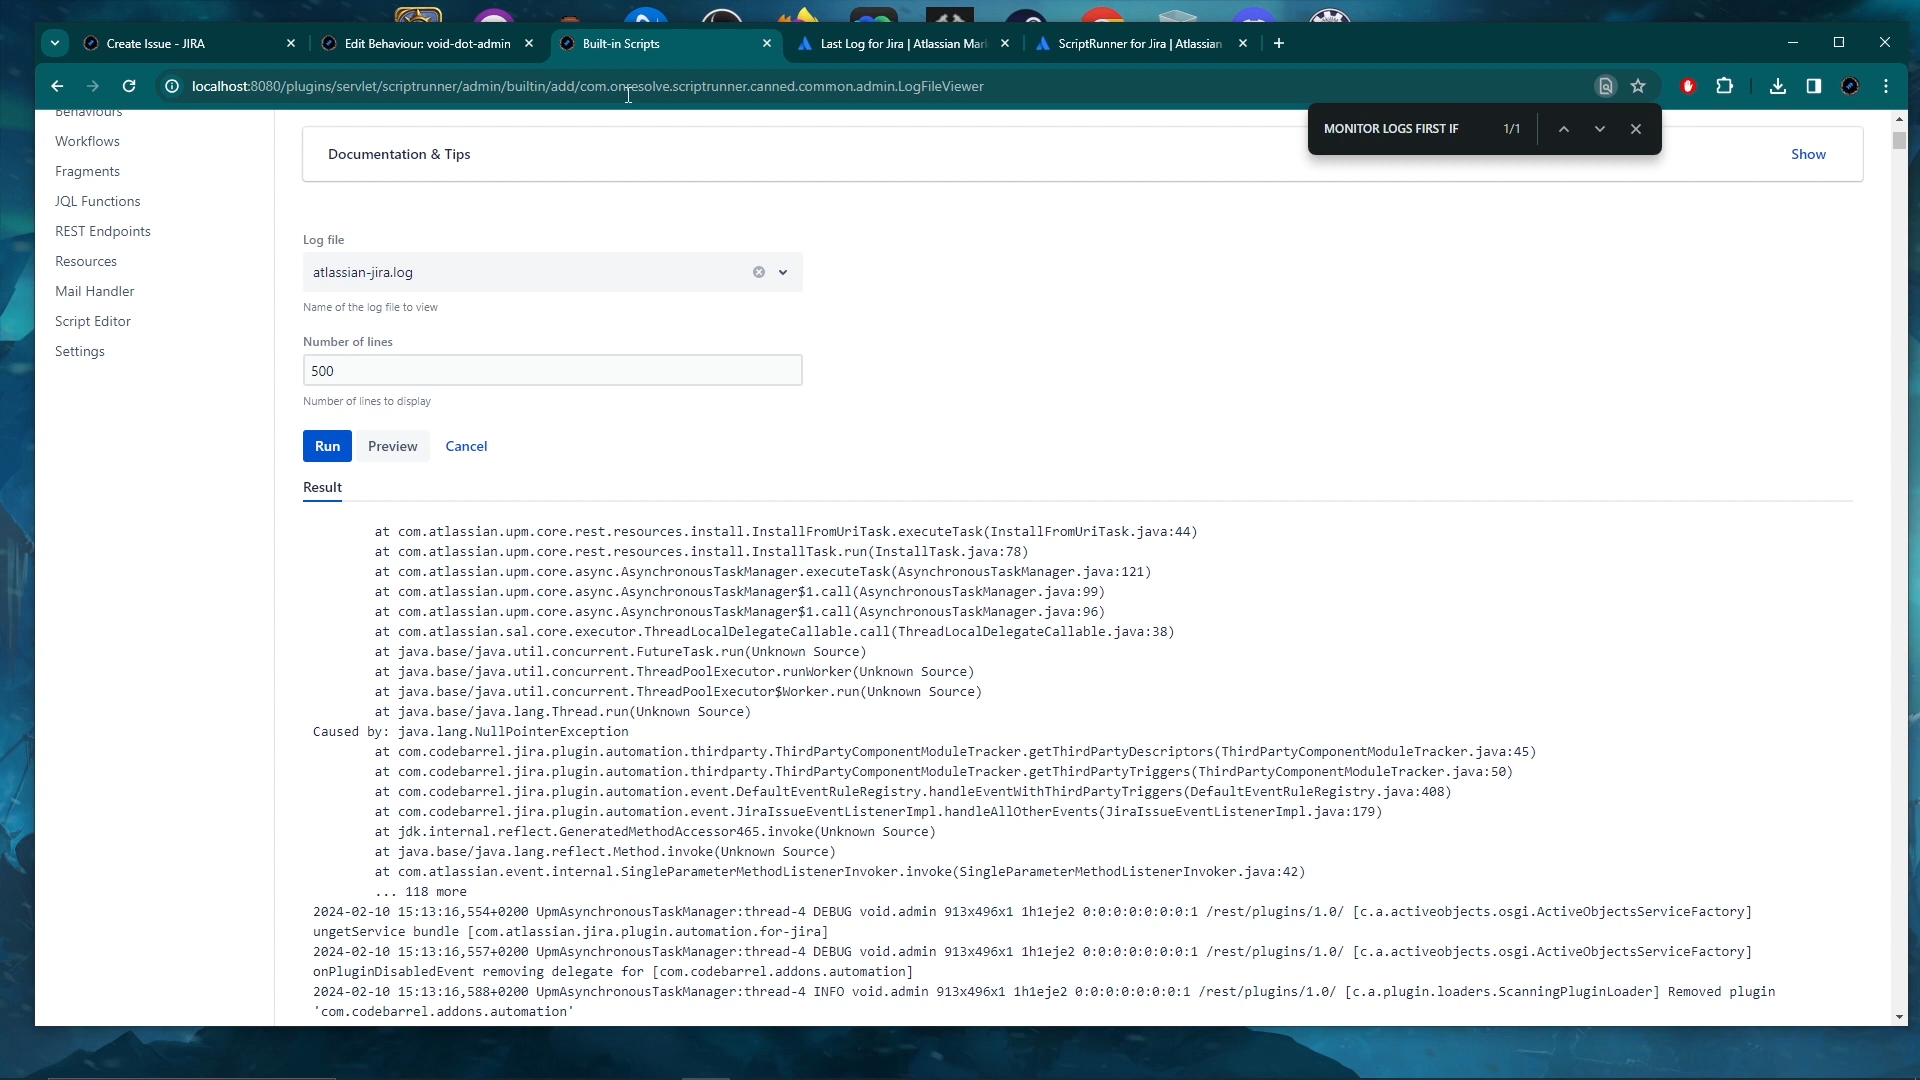 Create Issue - JIRA
Edit Behaviour: void-dot-admin
Built-in Scripts
Last Log for Jira | Atlassian Mark
ScriptRunner for Jira | Atlassian
localhost:8080/plugins/servlet/scriptrunner/admin/builtin/add/com.onresolve.scriptrunner.canned.common.admin.LogFileViewer
MONITOR LOGS FIRST IF 1/1
Behaviours
Workflows
Fragments
JQL Functions
REST Endpoints
Resources
Mail Handler
Script Editor
Settings
Documentation & Tips
Show
Log file
atlassian-jira.log
Name of the log file to view
Number of lines
500
Number of lines to display
Run Preview Cancel
Result
at com.atlassian.upm.core.rest.resources.install.InstallFromUriTask.executeTask(InstallFromUriTask.java:44)
at com.atlassian.upm.core.rest.resources.install.InstallTask.run(InstallTask.java:78)
at com.atlassian.upm.core.async.AsynchronousTaskManager.executeTask(AsynchronousTaskManager.java:121)
at com.atlassian.upm.core.async.AsynchronousTaskManager$1.call(AsynchronousTaskManager.java:99)
at com.atlassian.upm.core.async.AsynchronousTaskManager$1.call(AsynchronousTaskManager.java:96)
at com.atlassian.sal.core.executor.ThreadLocalDelegateCallable.call(ThreadLocalDelegateCallable.java:38)
at java.base/java.util.concurrent.FutureTask.run(Unknown Source)
at java.base/java.util.concurrent.ThreadPoolExecutor.runWorker(Unknown Source)
at java.base/java.util.concurrent.ThreadPoolExecutor$Worker.run(Unknown Source)
at java.base/java.lang.Thread.run(Unknown Source)
Caused by: java.lang.NullPointerException
at com.codebarrel.jira.plugin.automation.thirdparty.ThirdPartyComponentModuleTracker.getThirdPartyDescriptors(ThirdPartyComponentModuleTracker.java:45)
at com.codebarrel.jira.plugin.automation.thirdparty.ThirdPartyComponentModuleTracker.getThirdPartyTriggers(ThirdPartyComponentModuleTracker.java:50)
at com.codebarrel.jira.plugin.automation.event.DefaultEventRuleRegistry.handleEventWithThirdPartyTriggers(DefaultEventRuleRegistry.java:408)
at com.codebarrel.jira.plugin.automation.event.JiraIssueEventListenerImpl.handleAllOtherEvents(JiraIssueEventListenerImpl.java:179)
at jdk.internal.reflect.GeneratedMethodAccessor465.invoke(Unknown Source)
at java.base/java.lang.reflect.Method.invoke(Unknown Source)
at com.atlassian.event.internal.SingleParameterMethodListenerInvoker.invoke(SingleParameterMethodListenerInvoker.java:42)
... 118 more
2024-02-10 15:13:16,554+0200 UpmAsynchronousTaskManager:thread-4 DEBUG void.admin 913x496x1 1h1eje2 0:0:0:0:0:0:0:1 /rest/plugins/1.0/ [c.a.activeobjects.osgi.ActiveObjectsServiceFactory]
ungetService bundle [com.atlassian.jira.plugin.automation.for-jira]
2024-02-10 15:13:16,557+0200 UpmAsynchronousTaskManager:thread-4 DEBUG void.admin 913x496x1 1h1eje2 0:0:0:0:0:0:0:1 /rest/plugins/1.0/ [c.a.activeobjects.osgi.ActiveObjectsServiceFactory]
onPluginDisabledEvent removing delegate for [com.codebarrel.addons.automation]
2024-02-10 15:13:16,588+0200 UpmAsynchronousTaskManager:thread-4 INFO void.admin 913x496x1 1h1eje2 0:0:0:0:0:0:0:1 /rest/plugins/1.0/ [c.a.plugin.loaders.ScanningPluginLoader] Removed plugin
'com.codebarrel.addons.automation'